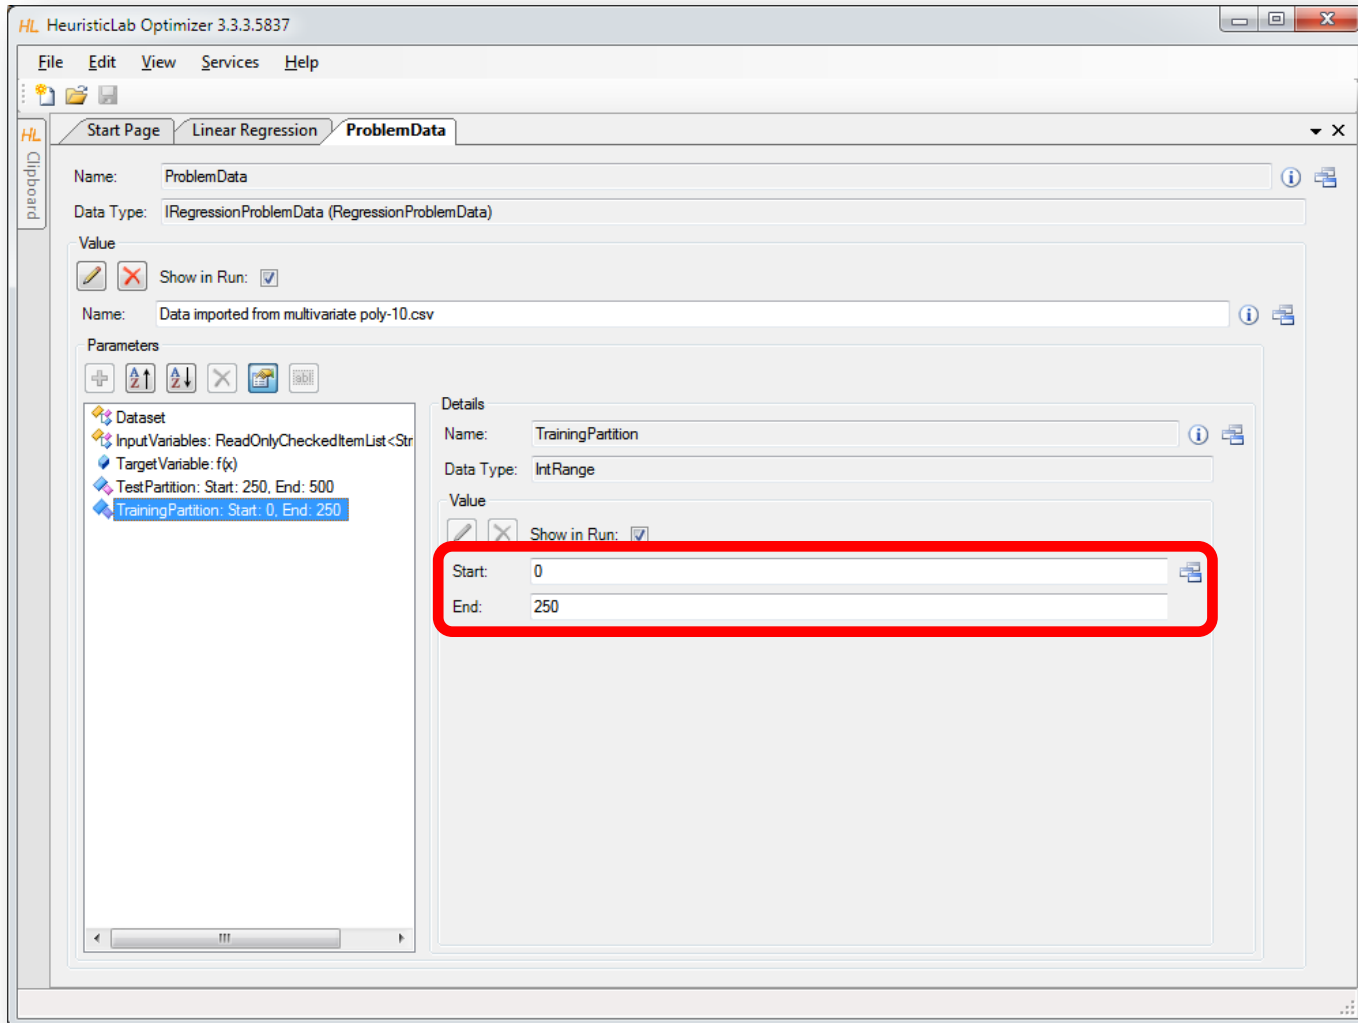 HL HeuristicLab Optimizer 3.3.3.5837
File Edit View Services Help
HL Clipboard
Start Page Linear Regression ProblemData
Name: ProblemData
Data Type: IRegressionProblemData (RegressionProblemData)
Value
Show in Run:
Name: Data imported from multivariate poly-10.csv
Parameters
Dataset
InputVariables: ReadOnlyCheckedItemList<Str
TargetVariable: f(x)
TestPartition: Start: 250, End: 500
TrainingPartition: Start: 0, End: 250
Details
Name: TrainingPartition
Data Type: IntRange
Value
Show in Run:
Start: 0
End: 250